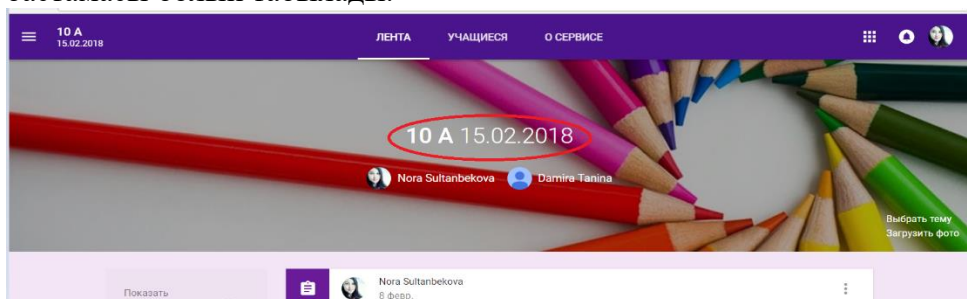 10 А
15.02.2018
ЛЕНТА УЧАЩИЕСЯ О СЕРВИСЕ
10 А 15.02.2018
Nora Sultanbekova Damira Tanina
Выбрать тему
Загрузить фото
Показать
Nora Sultanbekova
8 февр.